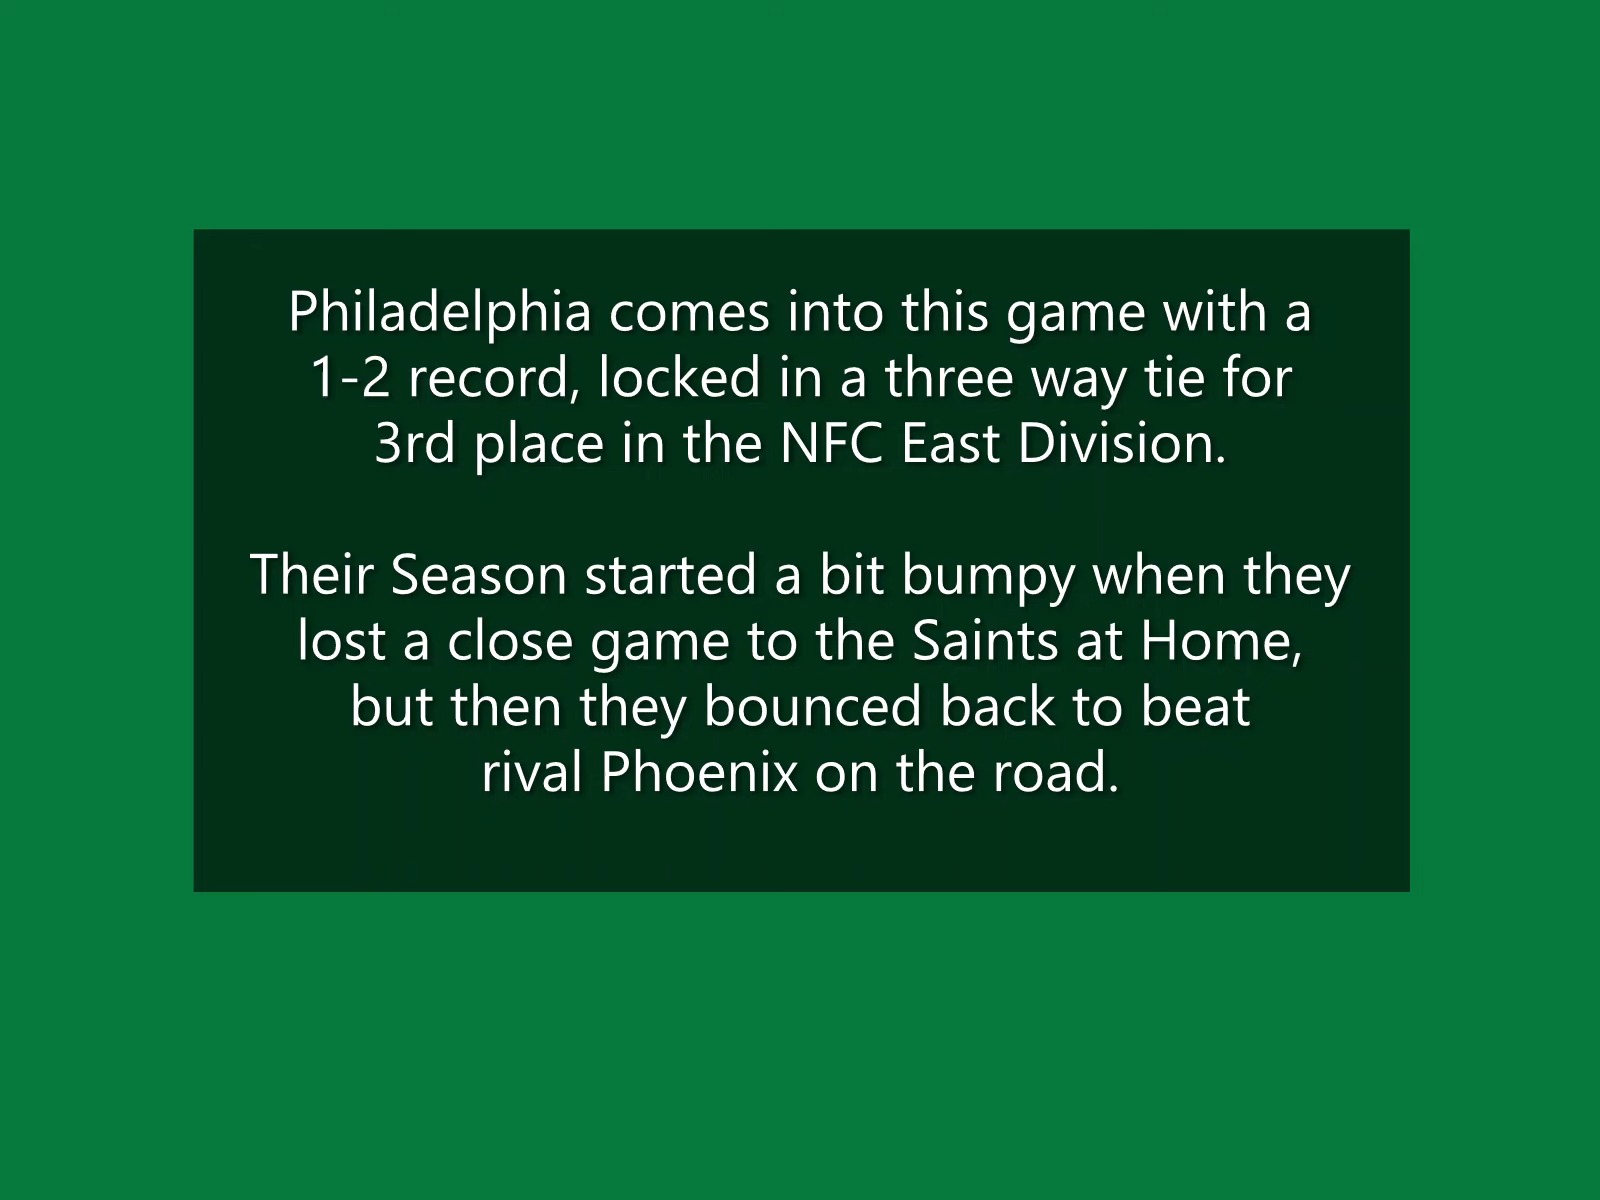 Philadelphia comes into this game with a
1-2 record, locked in a three way tie for
3rd place in the NFC East Division.
Their Season started a bit bumpy when they
lost a close game to the Saints at Home,
but then they bounced back to beat
rival Phoenix on the road.